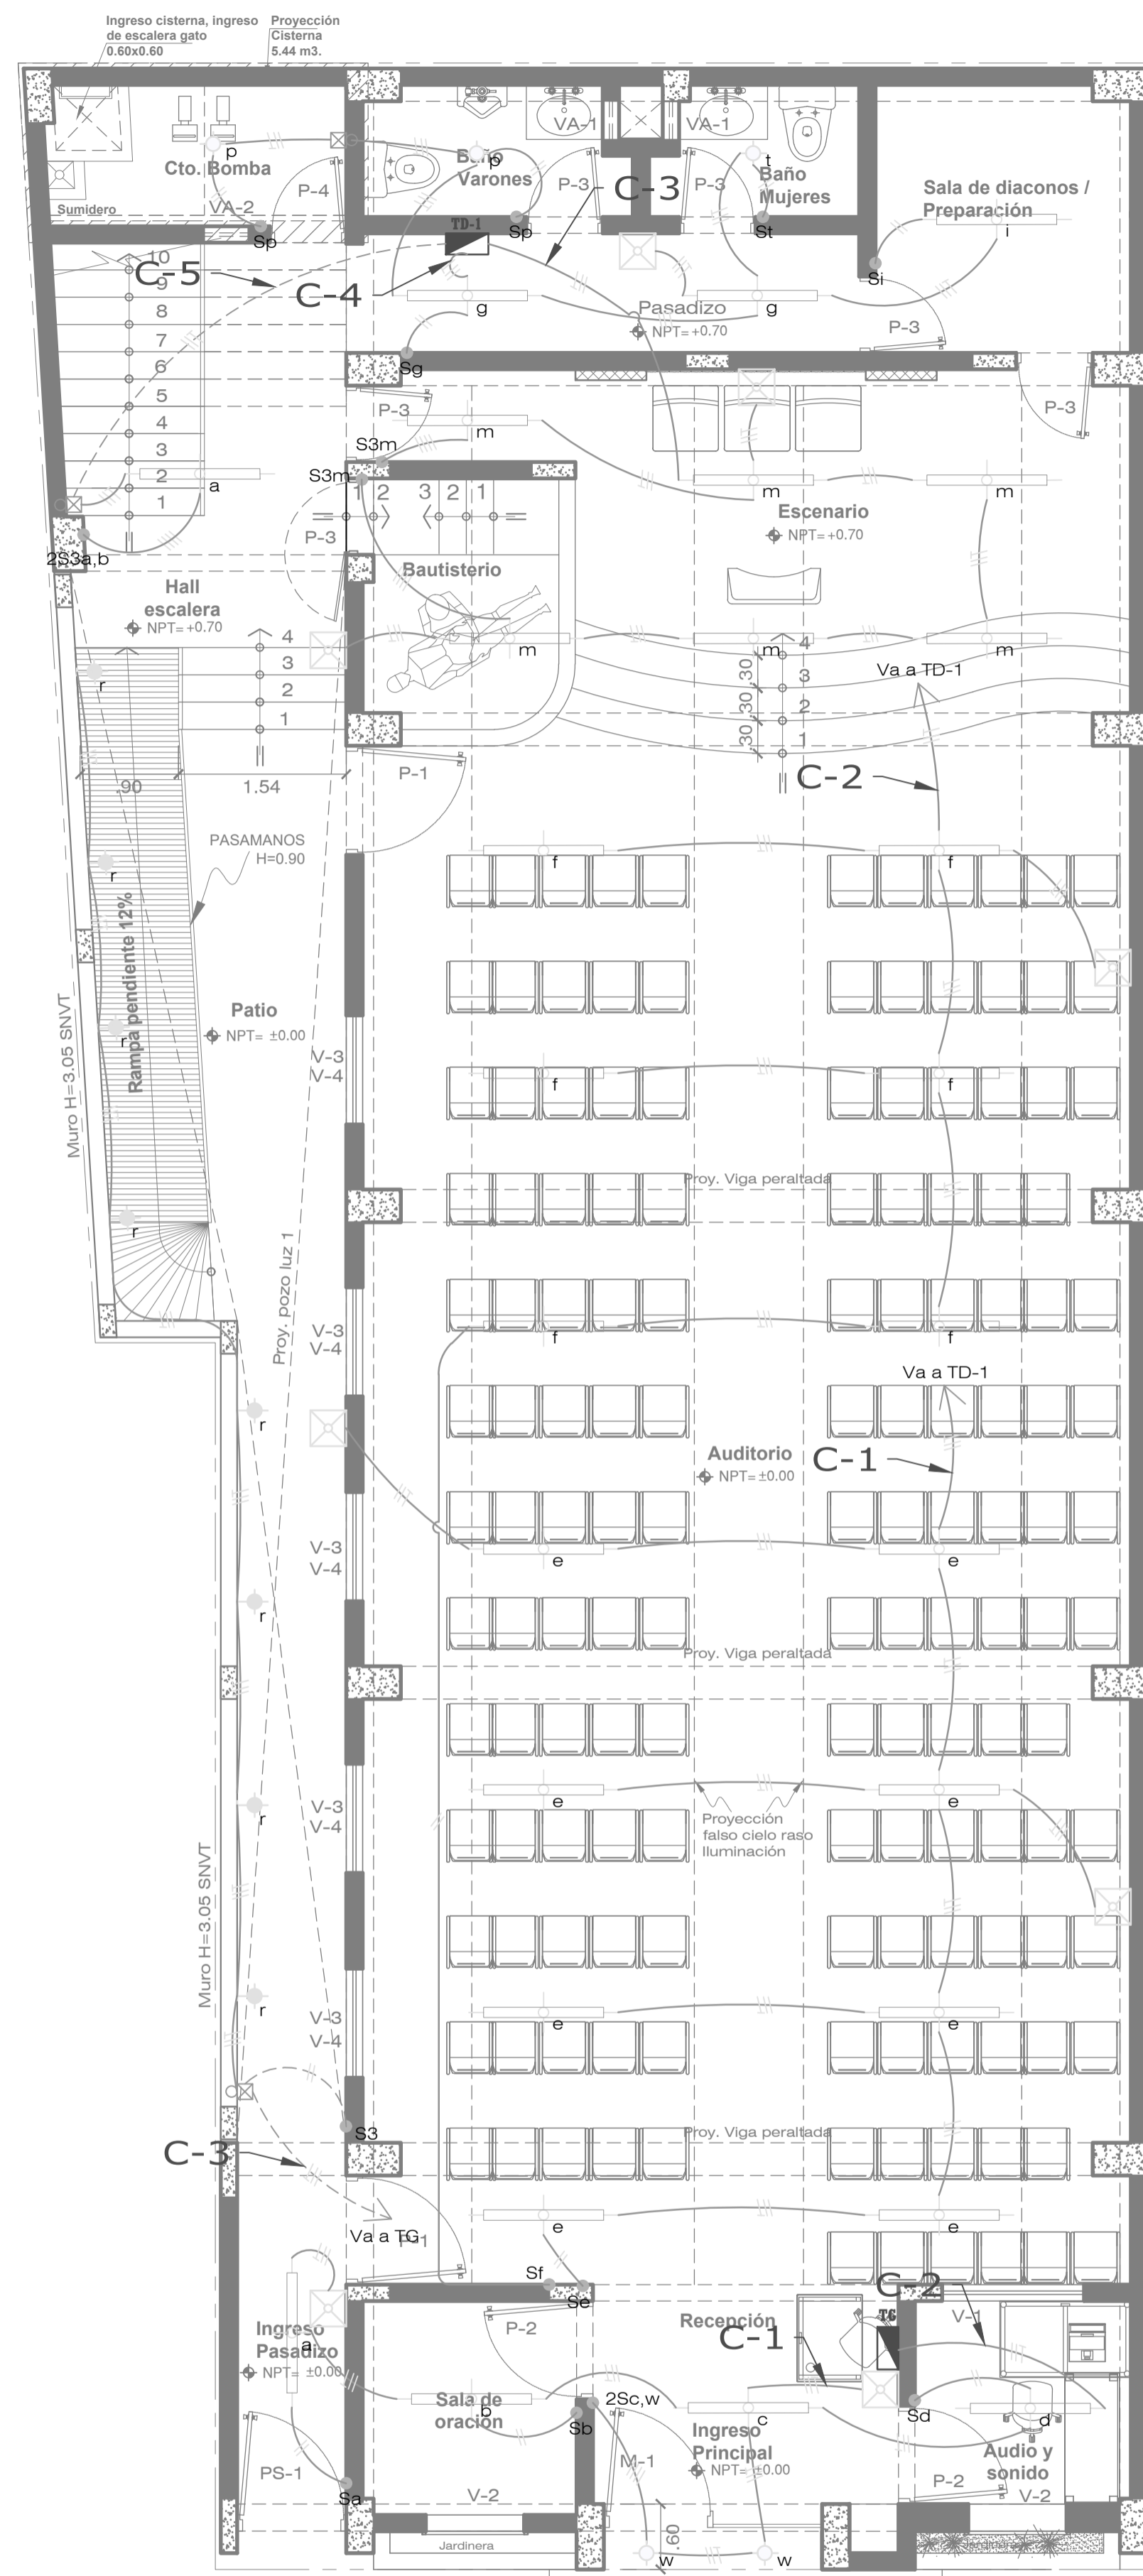 Ingreso cisterna, ingreso
de escalera gato
0.60x0.60
Proyección
Cisterna
5.44 m3.
VA-1
VA-1
p
Cto. Bomba
P-4
p
Baño
Varones
P-3
C-3
P-3
t
Baño
Mujeres
Sala de diaconos /
Preparación
i
Sumidero
VA-2
Sp
TD-1
Sp
St
Si
C-5
C-4
10
9
8
7
6
5
4
3
2
1
g
Pasadizo
NPT= +0.70
g
P-3
Sg
P-3
P-3
m
S3m
S3m
a
1
2
3
2
1
m
m
Escenario
NPT= +0.70
P-3
2S3a,b
Bautisterio
Hall
escalera
NPT= +0.70
4
3
2
1
m
m
m
r
.30
.30
.30
4
3
2
1
Va a TD-1
.90
1.54
P-1
C-2
PASAMANOS
H=0.90
r
f
f
Rampa pendiente 12%
Patio
NPT= ±0.00
r
V-3
V-4
f
f
Muro H=3.05 SNVT
Proy. Viga peraltada
r
Proy. pozo luz 1
V-3
V-4
f
f
Va a TD-1
r
Auditorio
NPT= ±0.00
C-1
V-3
V-4
e
e
r
Proy. Viga peraltada
V-3
V-4
r
e
e
Proyección
falso cielo raso
Iluminación
Muro H=3.05 SNVT
r
V-3
V-4
e
e
S3
Proy. Viga peraltada
C-3
Va a TG
P-1
e
e
Sf
Se
C-2
Ingreso
Pasadizo
NPT= ±0.00
a
P-2
Recepción
TG
V-1
C-1
Sala de
oración
b
Sb
2Sc,w
c
Sd
d
Ingreso
Principal
NPT= ±0.00
M-1
Audio y
sonido
PS-1
Sa
V-2
P-2
V-2
Jardinera
.60
w
w
Jardinera